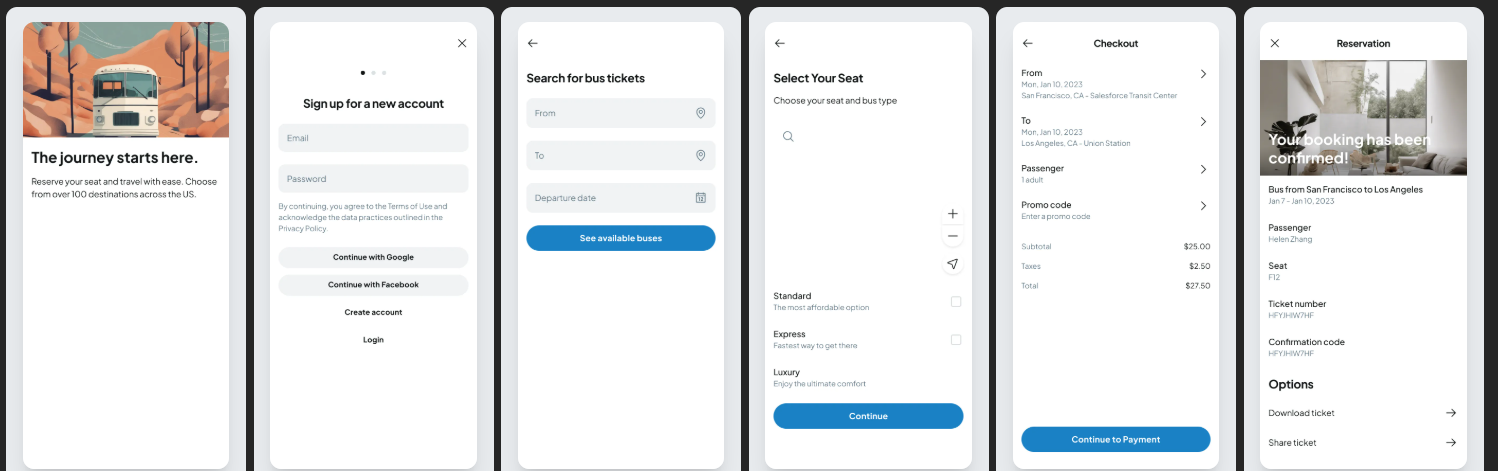 The journey starts here.
Reserve your seat and travel with ease. Choose
from over 100 destinations across the US.
Sign up for a new account
Email
Password
By continuing, you agree to the Terms of Use and
acknowledge the data practices outlined in the
Privacy Policy.
Continue with Google
Continue with Facebook
Create account
Login
Search for bus tickets
From
To
Departure date
12
See available buses
Select Your Seat
Choose your seat and bus type
Standard
The most affordable option
Express
Fastest way to get there
Luxury
Enjoy the ultimate comfort
Continue
Checkout
From
Mon, Jan 10, 2023
San Francisco, CA - Salesforce Transit Center
To
Mon, Jan 10, 2023
Los Angeles, CA - Union Station
Passenger
1 adult
Promo code
Enter a promo code
Subtotal $25.00
Taxes $2.50
Total $27.50
Continue to Payment
Reservation
Your booking has been
confirmed!
Bus from San Francisco to Los Angeles
Jan 7 - Jan 10, 2023
Passenger
Helen Zhang
Seat
F12
Ticket number
HFYJHIW7HF
Confirmation code
HFYJHIW7HF
Options
Download ticket
Share ticket